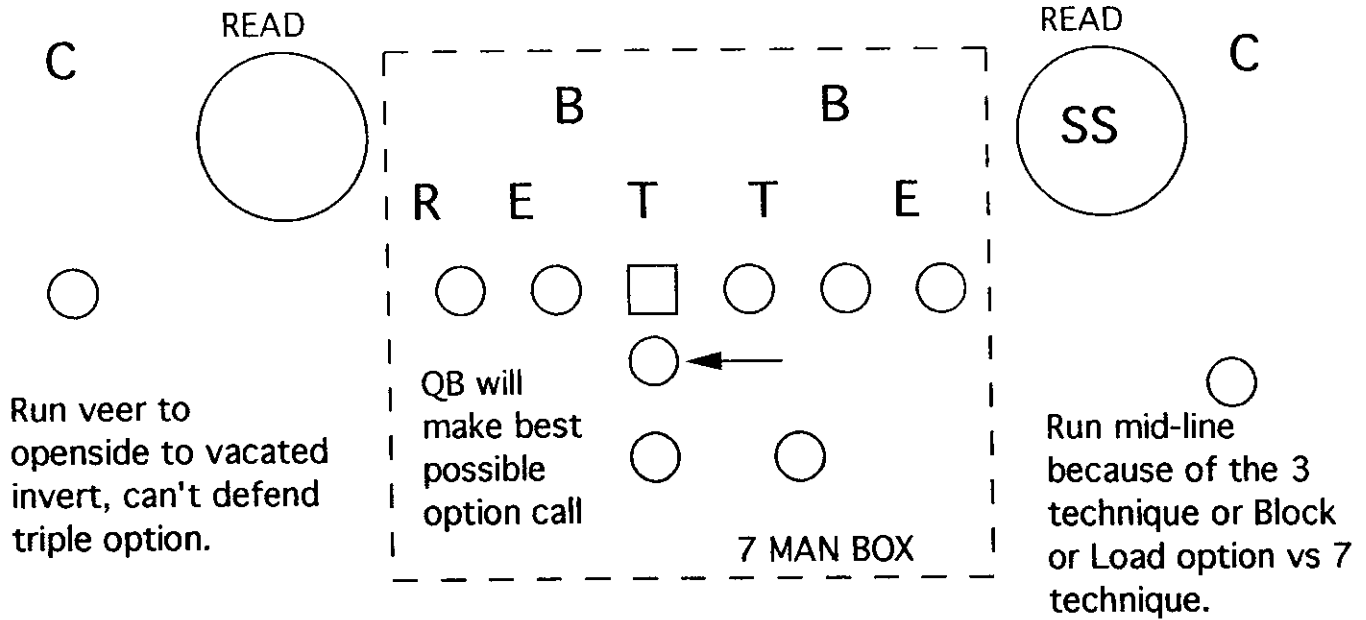 READ
READ
C
C
B
B
SS
R E T T E
QB will
make best
possible
option call
7 MAN BOX
Run veer to
openside to vacated
invert, can't defend
triple option.
Run mid-line
because of the 3
technique or Block
or Load option vs 7
technique.